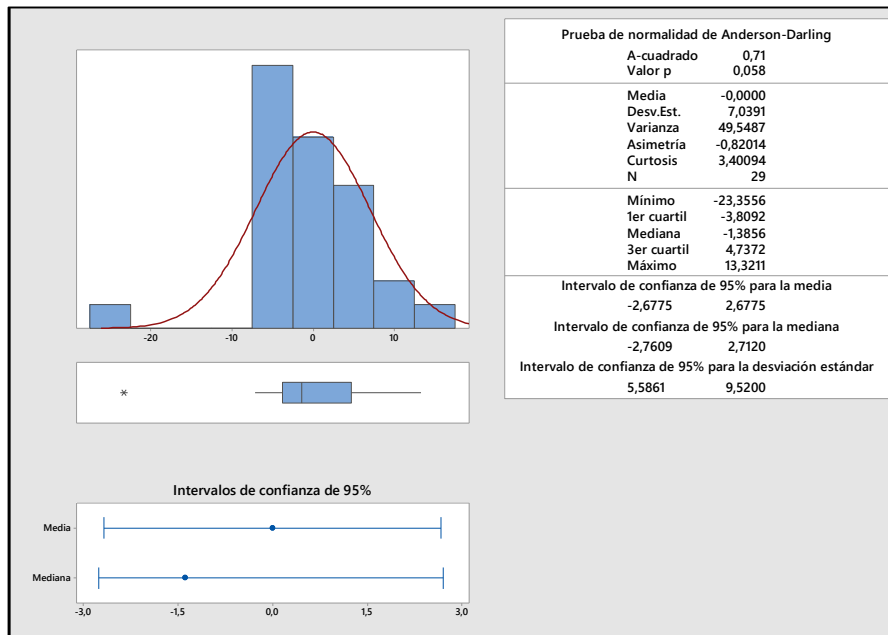 Prueba de normalidad de Anderson-Darling
A-cuadrado 0,71
Valor p 0,058
Media -0,0000
Desv.Est. 7,0391
Varianza 49,5487
Asimetría -0,82014
Curtosis 3,40094
N 29
Mínimo -23,3556
1er cuartil -3,8092
Mediana -1,3856
3er cuartil 4,7372
Máximo 13,3211
Intervalo de confianza de 95% para la media
-2,6775 2,6775
Intervalo de confianza de 95% para la mediana
-2,7609 2,7120
Intervalo de confianza de 95% para la desviación estándar
5,5861 9,5200
-20 -10 0 10
Intervalos de confianza de 95%
Media
Mediana
-3,0 -1,5 0,0 1,5 3,0